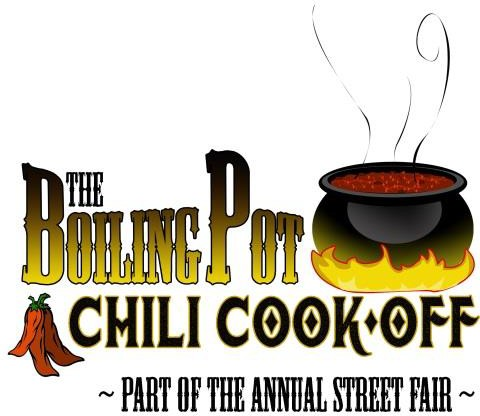 THE
BOILING POT
CHILI COOK•OFF
~ PART OF THE ANNUAL STREET FAIR ~